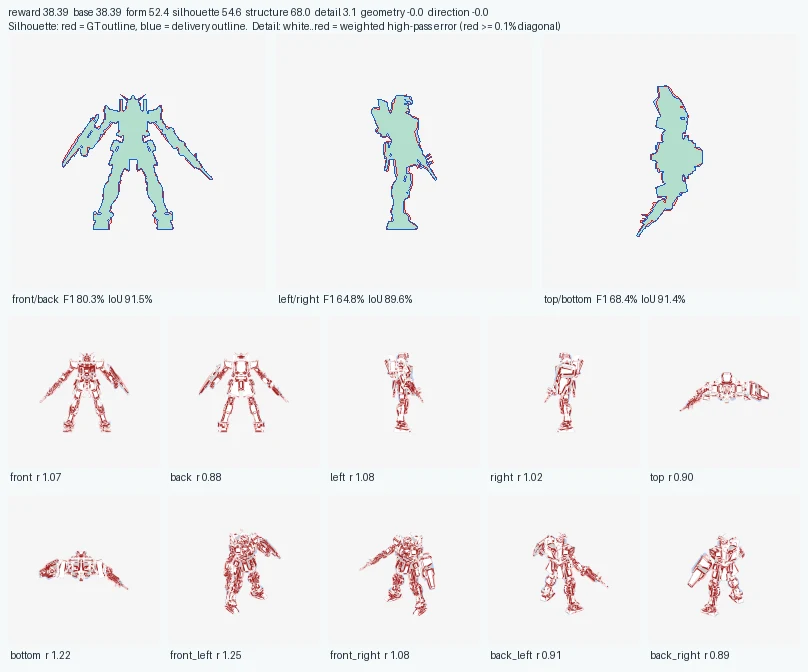 reward 38.39 base 38.39 form 52.4 silhouette 54.6 structure 68.0 detail 3.1 geometry -0.0 direction -0.0
Silhouette: red = GT outline, blue = delivery outline. Detail: white..red = weighted high-pass error (red >= 0.1% diagonal)
front/back F1 80.3% IoU 91.5%
left/right F1 64.8% IoU 89.6%
top/bottom F1 68.4% IoU 91.4%
front r 1.07
back r 0.88
left r 1.08
right r 1.02
top r 0.90
bottom r 1.22
front_left r 1.25
front_right r 1.08
back_left r 0.91
back_right r 0.89